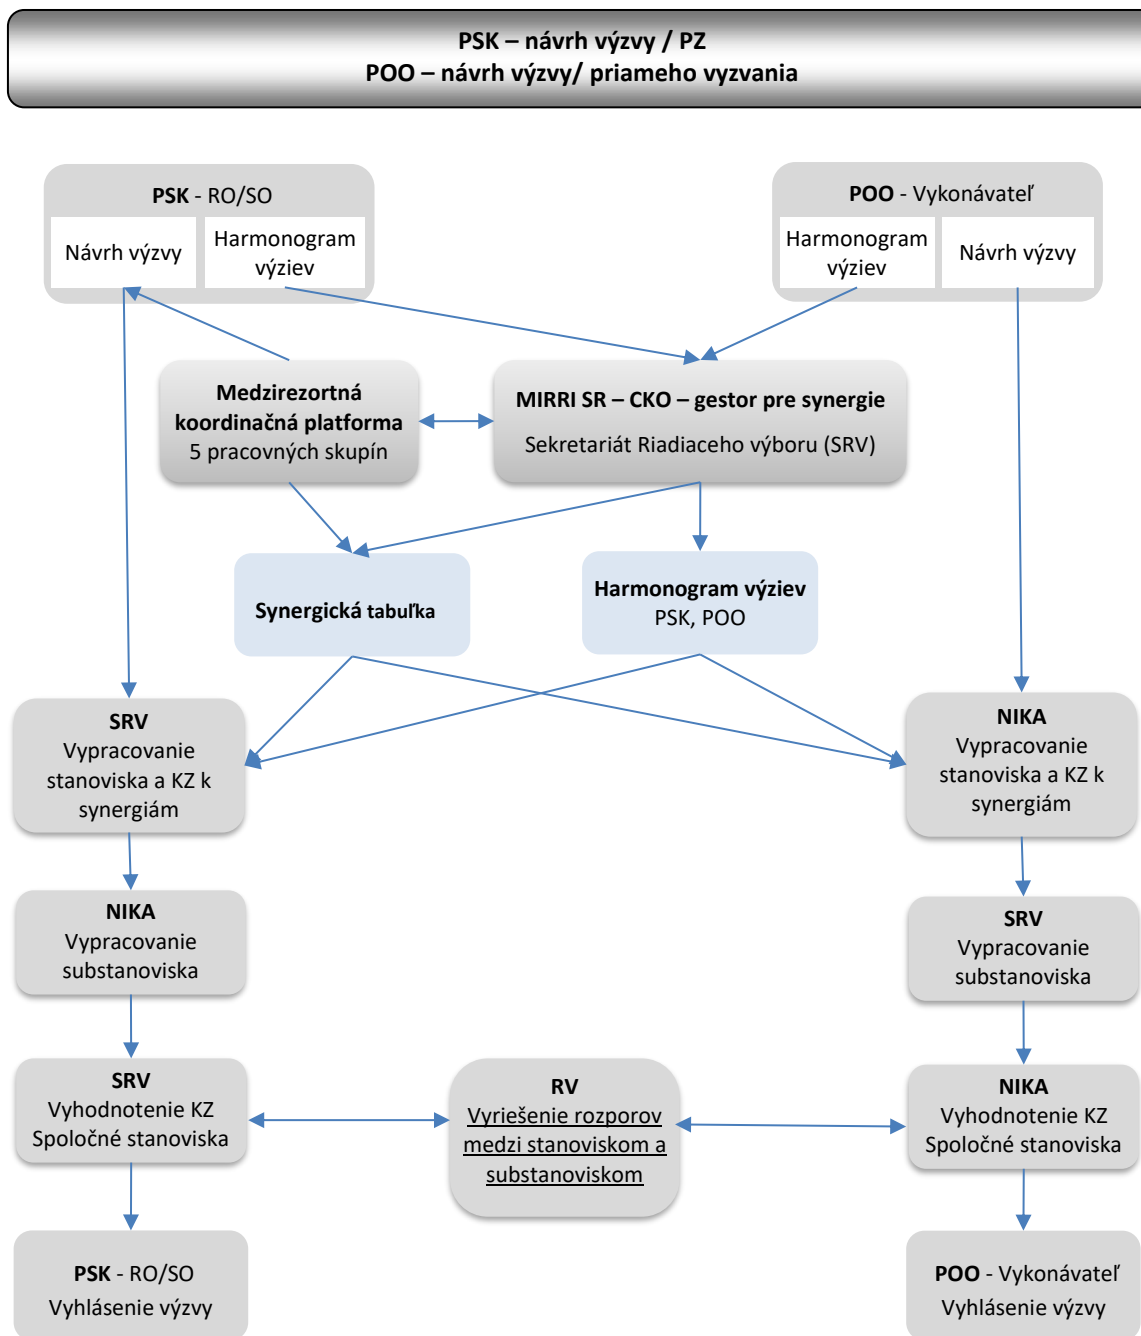 PSK – návrh výzvy / PZ
POO – návrh výzvy/ priameho vyzvania
PSK - RO/SO
Návrh výzvy
Harmonogram
výziev
POO - Vykonávateľ
Harmonogram
výziev
Návrh výzvy
Medzirezortná
koordinačná platforma
5 pracovných skupín
MIRRI SR – CKO – gestor pre synergie
Sekretariát Riadiaceho výboru (SRV)
Synergická tabuľka
Harmonogram výziev
PSK, POO
SRV
Vypracovanie
stanoviska a KZ k
synergiám
NIKA
Vypracovanie
stanoviska a KZ k
synergiám
NIKA
Vypracovanie
substanoviska
SRV
Vypracovanie
substanoviska
SRV
Vyhodnotenie KZ
Spoločné stanoviska
RV
Vyriešenie rozporov
medzi stanoviskom a
substanoviskom
NIKA
Vyhodnotenie KZ
Spoločné stanoviska
PSK - RO/SO
Vyhlásenie výzvy
POO - Vykonávateľ
Vyhlásenie výzvy